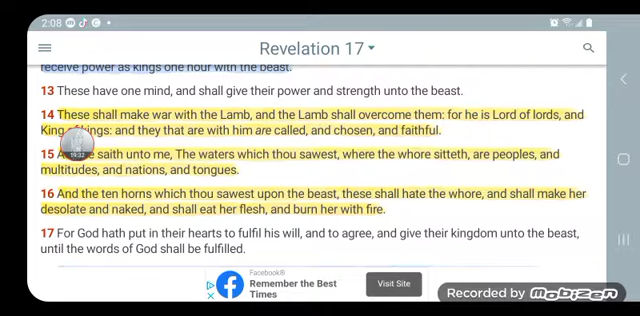 2:08
Revelation 17
receive power as kings one hour with the beast.
13 These have one mind, and shall give their power and strength unto the beast.
14 These shall make war with the Lamb, and the Lamb shall overcome them: for he is Lord of lords, and
King of kings: and they that are with him are called, and chosen, and faithful.
15 saith unto me, The waters which thou sawest, where the whore sitteth, are peoples, and
19:32
multitudes, and nations, and tongues.
16 And the ten horns which thou sawest upon the beast, these shall hate the whore, and shall make her
desolate and naked, and shall eat her flesh, and burn her with fire.
17 For God hath put in their hearts to fulfil his will, and to agree, and give their kingdom unto the beast,
until the words of God shall be fulfilled.
Facebook®
Remember the Best
Times
Visit Site
Recorded by Mobizen